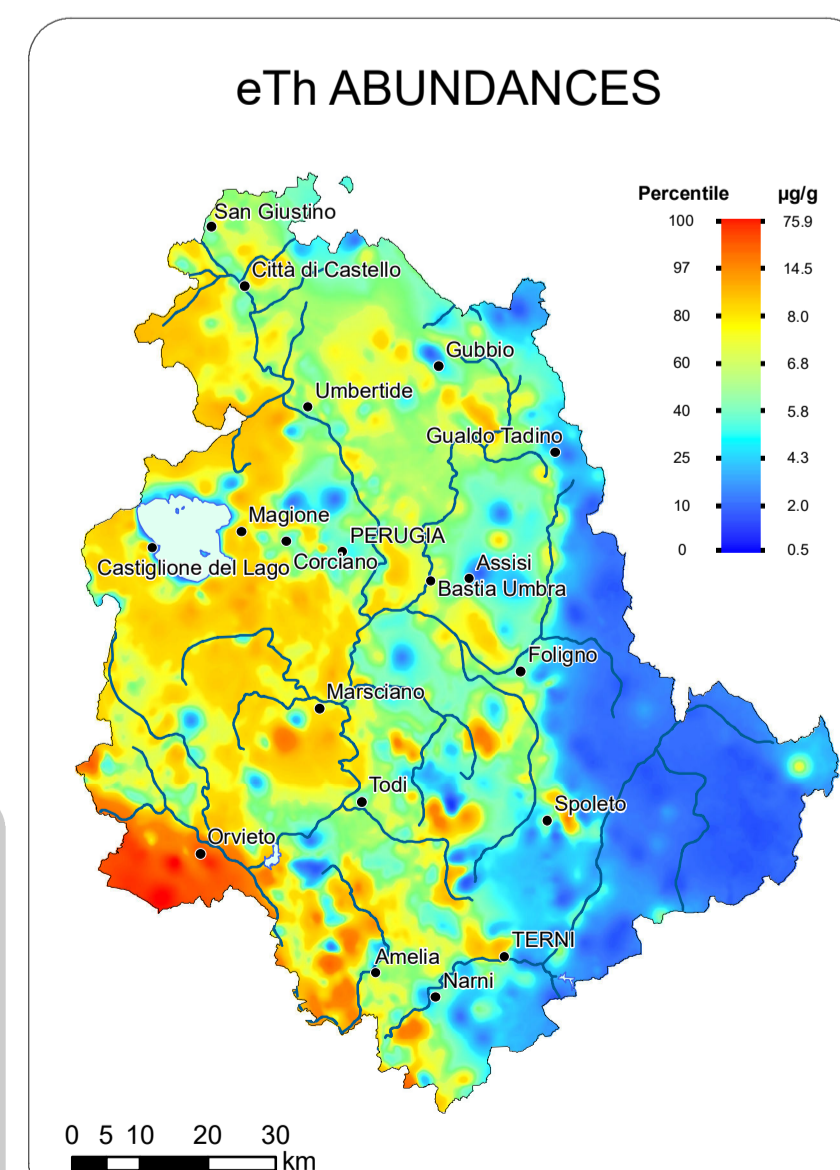 eTh ABUNDANCES
Percentile µg/g
100 75.9
97 14.5
80 8.0
60 6.8
40 5.8
25 4.3
10 2.0
0 0.5
San Giustino
Città di Castello
Gubbio
Umbertide
Gualdo Tadino
Magione
PERUGIA
Corciano
Castiglione del Lago
Assisi
Bastia Umbra
Foligno
Marsciano
Todi
Spoleto
Orvieto
TERNI
Amelia
Narni
0 5 10 20 30
km